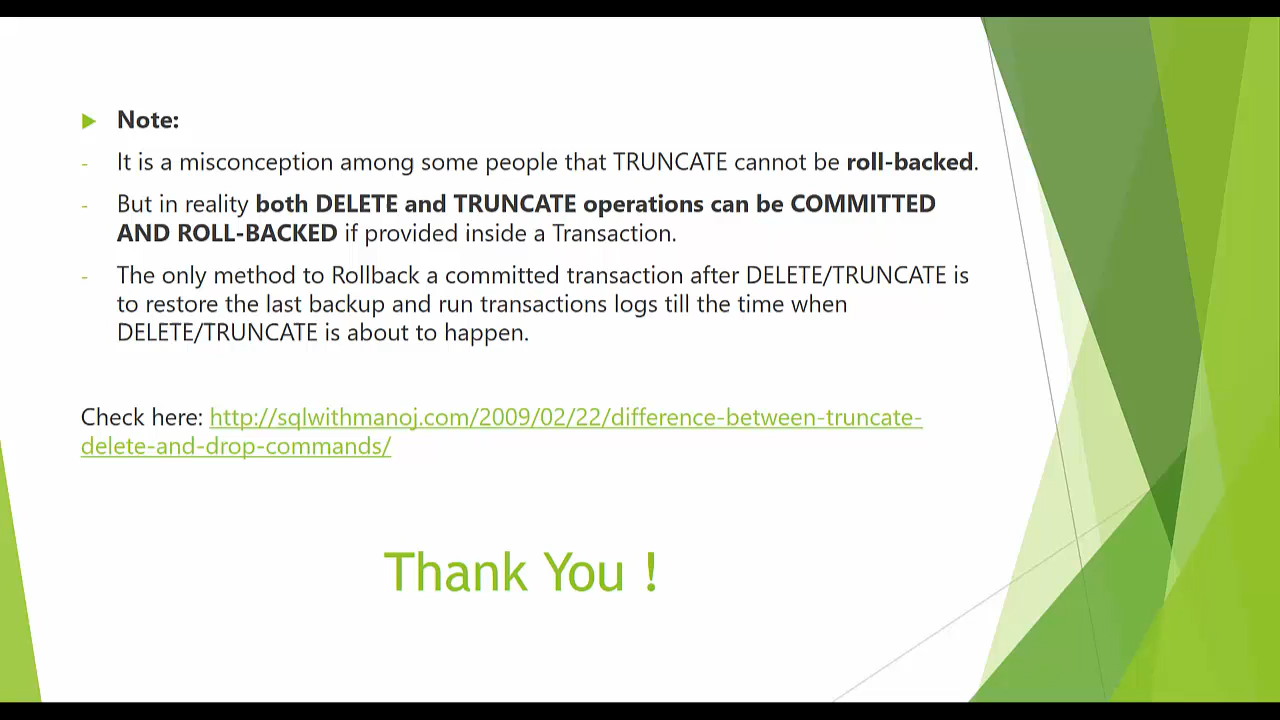 Note:
- It is a misconception among some people that TRUNCATE cannot be roll-backed.
- But in reality both DELETE and TRUNCATE operations can be COMMITTED
AND ROLL-BACKED if provided inside a Transaction.
- The only method to Rollback a committed transaction after DELETE/TRUNCATE is
to restore the last backup and run transactions logs till the time when
DELETE/TRUNCATE is about to happen.
Check here: http://sqlwithmanoj.com/2009/02/22/difference-between-truncate-
delete-and-drop-commands/
Thank You !